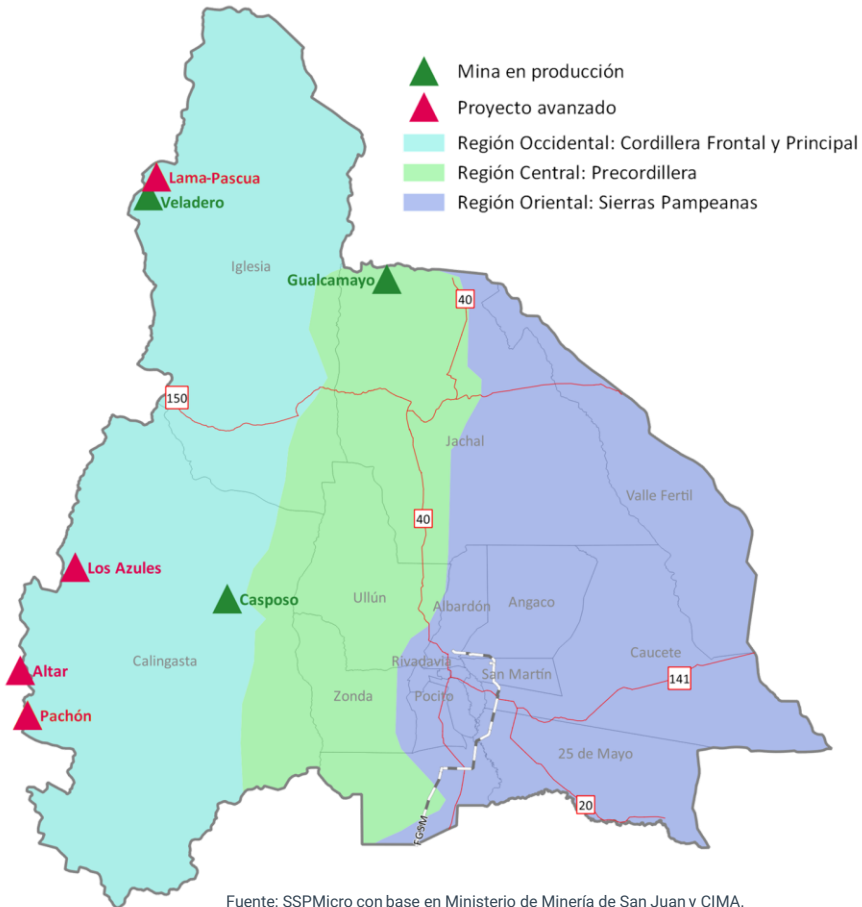 Mina en producción
Proyecto avanzado
Región Occidental: Cordillera Frontal y Principal
Región Central: Precordillera
Región Oriental: Sierras Pampeanas
Lama-Pascua
Veladero
Iglesia
Gualcamayo
40
150
Jachal
Valle Fertil
40
Los Azules
Casposo
Ullún
Albardón
Angaco
Calingasta
Rivadavia
San Martín
Caucete
Altar
141
Zonda
Pocito
Pachón
25 de Mayo
20
TGSM
Fuente: SSPMicro con base en Ministerio de Minería de San Juan y CIMA.